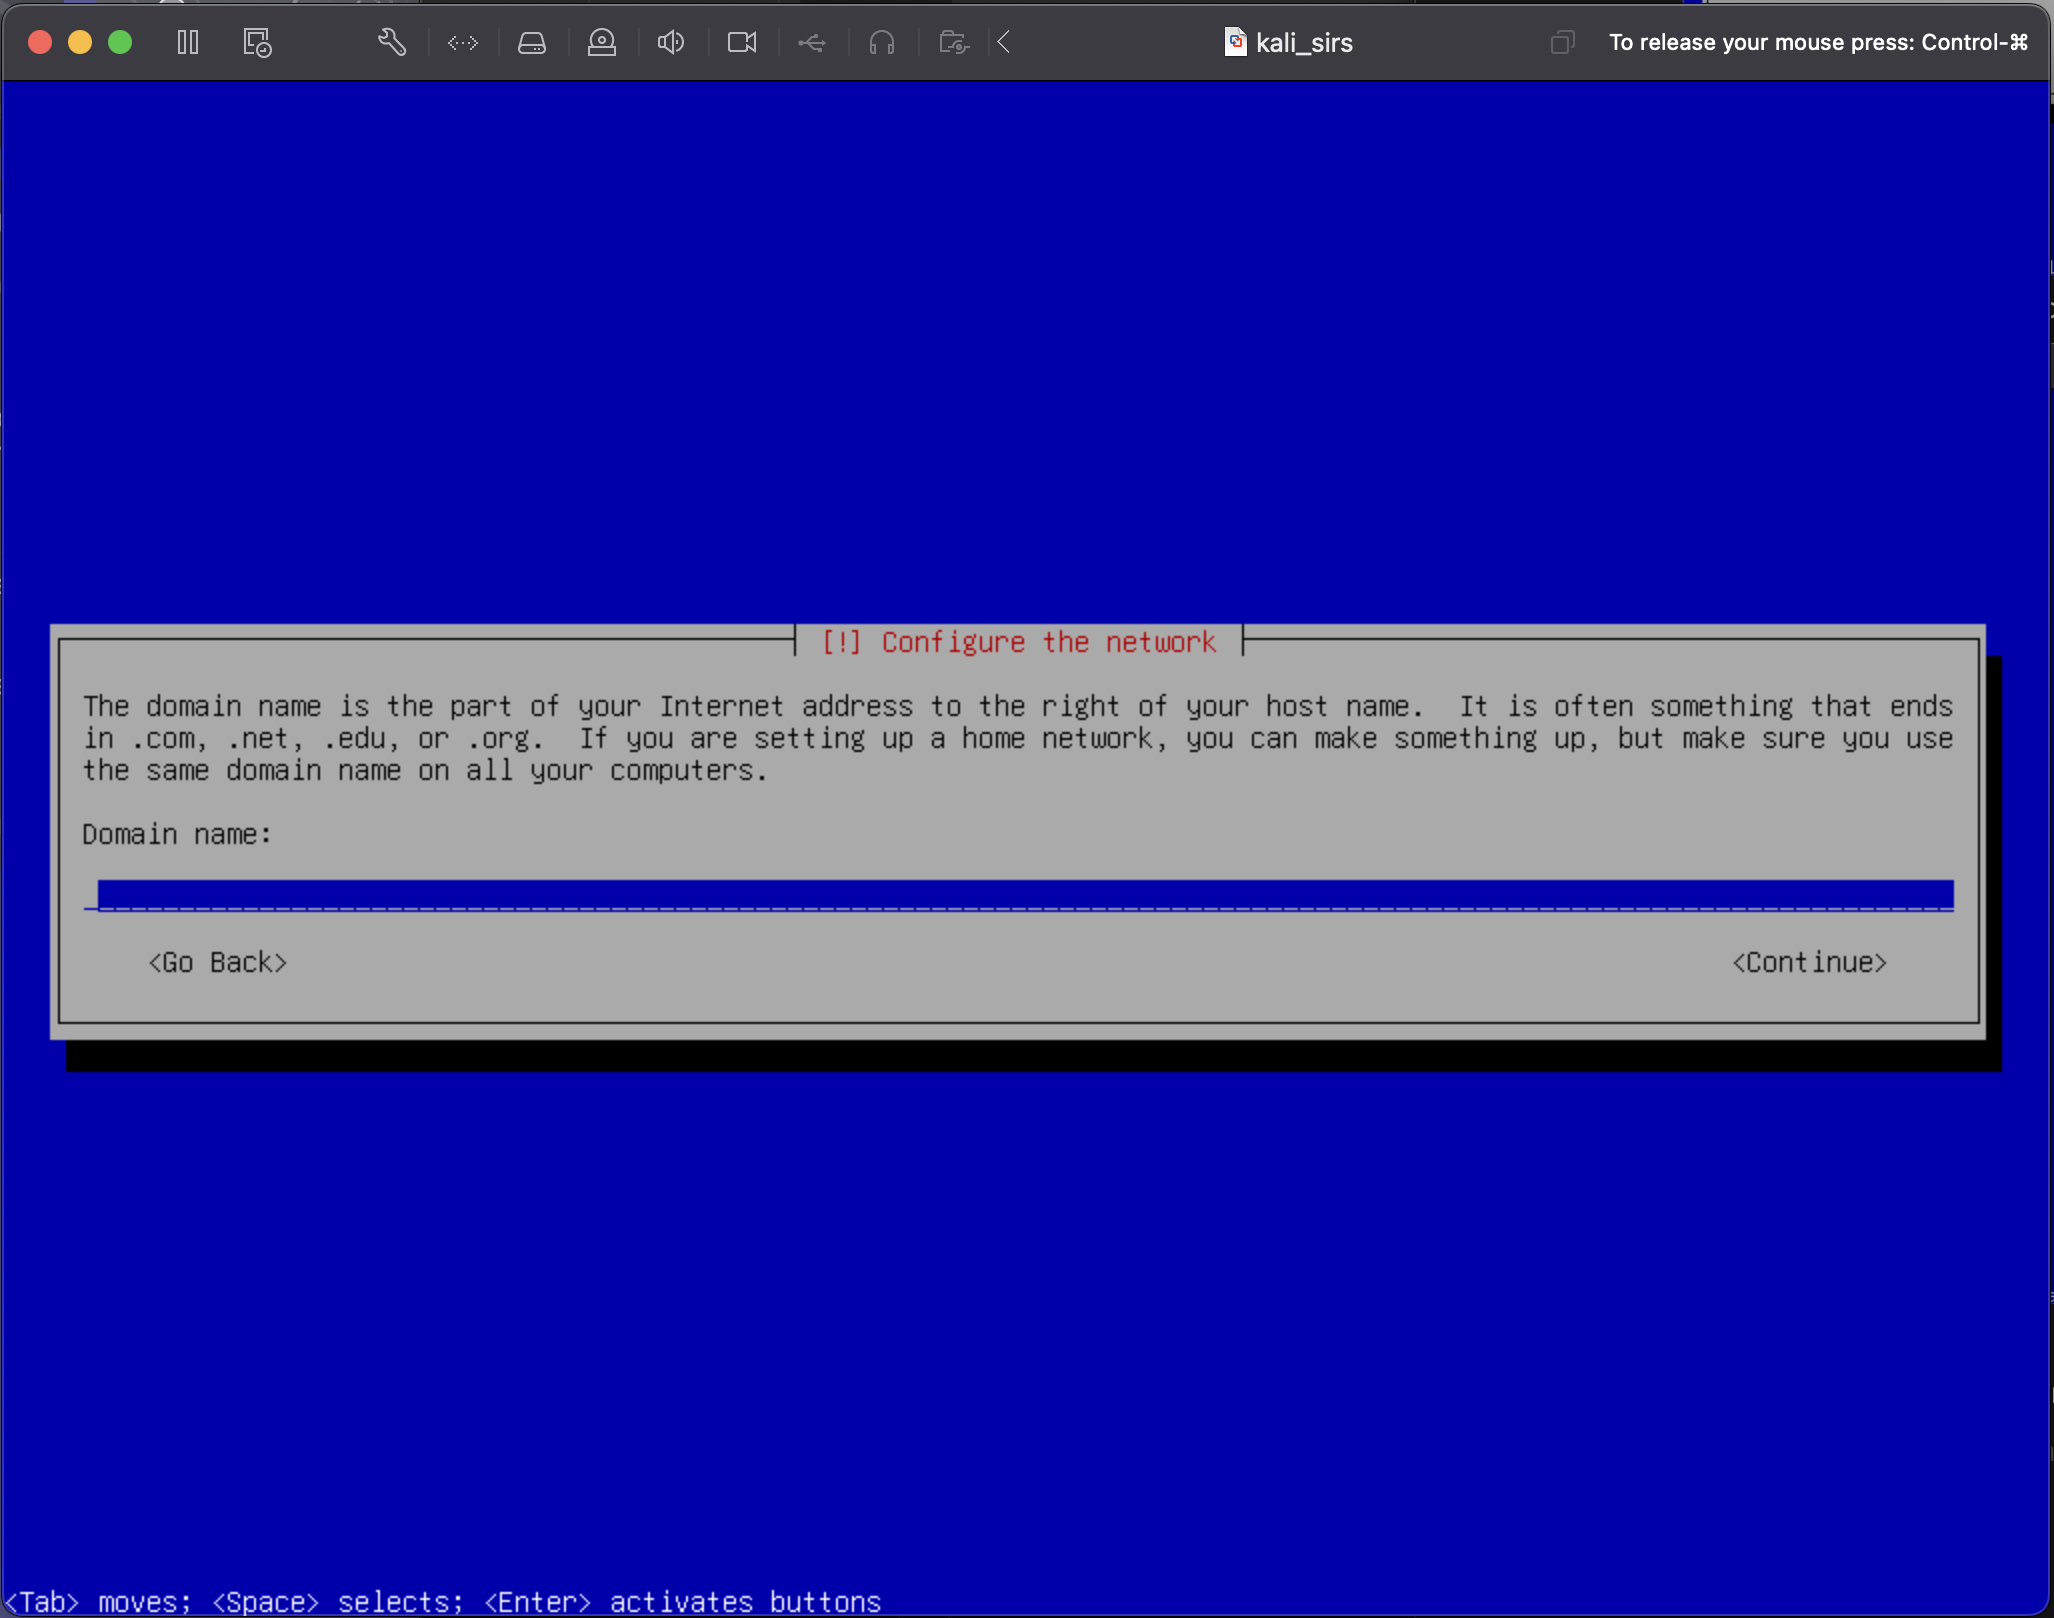 kali_sirs
To release your mouse press: Control-⌘
[!] Configure the network
The domain name is the part of your Internet address to the right of your host name.  It is often something that ends
in .com, .net, .edu, or .org.  If you are setting up a home network, you can make something up, but make sure you use
the same domain name on all your computers.
Domain name:
<Go Back>
<Continue>
<Tab> moves; <Space> selects; <Enter> activates buttons